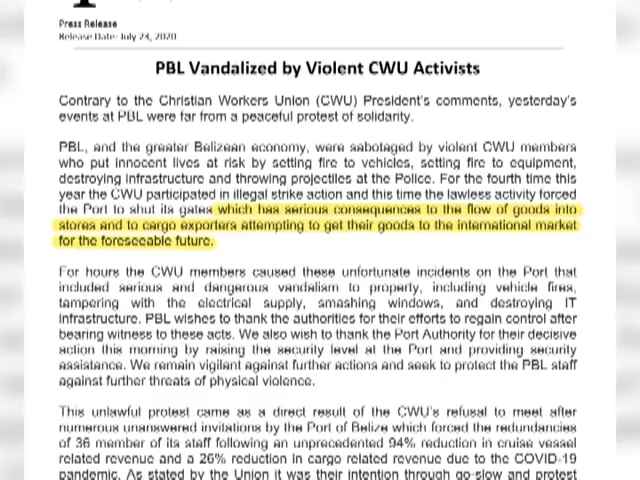 Press Release
Release Date: July 23, 2020
PBL Vandalized by Violent CWU Activists
Contrary to the Christian Workers Union (CWU) President's comments, yesterday's
events at PBL were far from a peaceful protest of solidarity.
PBL, and the greater Belizean economy, were sabotaged by violent CWU members
who put innocent lives at risk by setting fire to vehicles, setting fire to equipment,
destroying infrastructure and throwing projectiles at the Police. For the fourth time this
year the CWU participated in illegal strike action and this time the lawless activity forced
the Port to shut its gates which has serious consequences to the flow of goods into
stores and to cargo exporters attempting to get their goods to the international market
for the foreseeable future.
For hours the CWU members caused these unfortunate incidents on the Port that
included serious and dangerous vandalism to property, including vehicle fires,
tampering with the electrical supply, smashing windows, and destroying IT
infrastructure. PBL wishes to thank the authorities for their efforts to regain control after
bearing witness to these acts. We also wish to thank the Port Authority for their decisive
action this morning by raising the security level at the Port and providing security
assistance. We remain vigilant against further actions and seek to protect the PBL staff
against further threats of physical violence.
This unlawful protest came as a direct result of the CWU's refusal to meet after
numerous unanswered invitations by the Port of Belize which forced the redundancies
of 36 member of its staff following an unprecedented 94% reduction in cruise vessel
related revenue and a 26% reduction in cargo related revenue due to the COVID-19
pandemic. As stated by the Union it was their intention through go-slow and protest